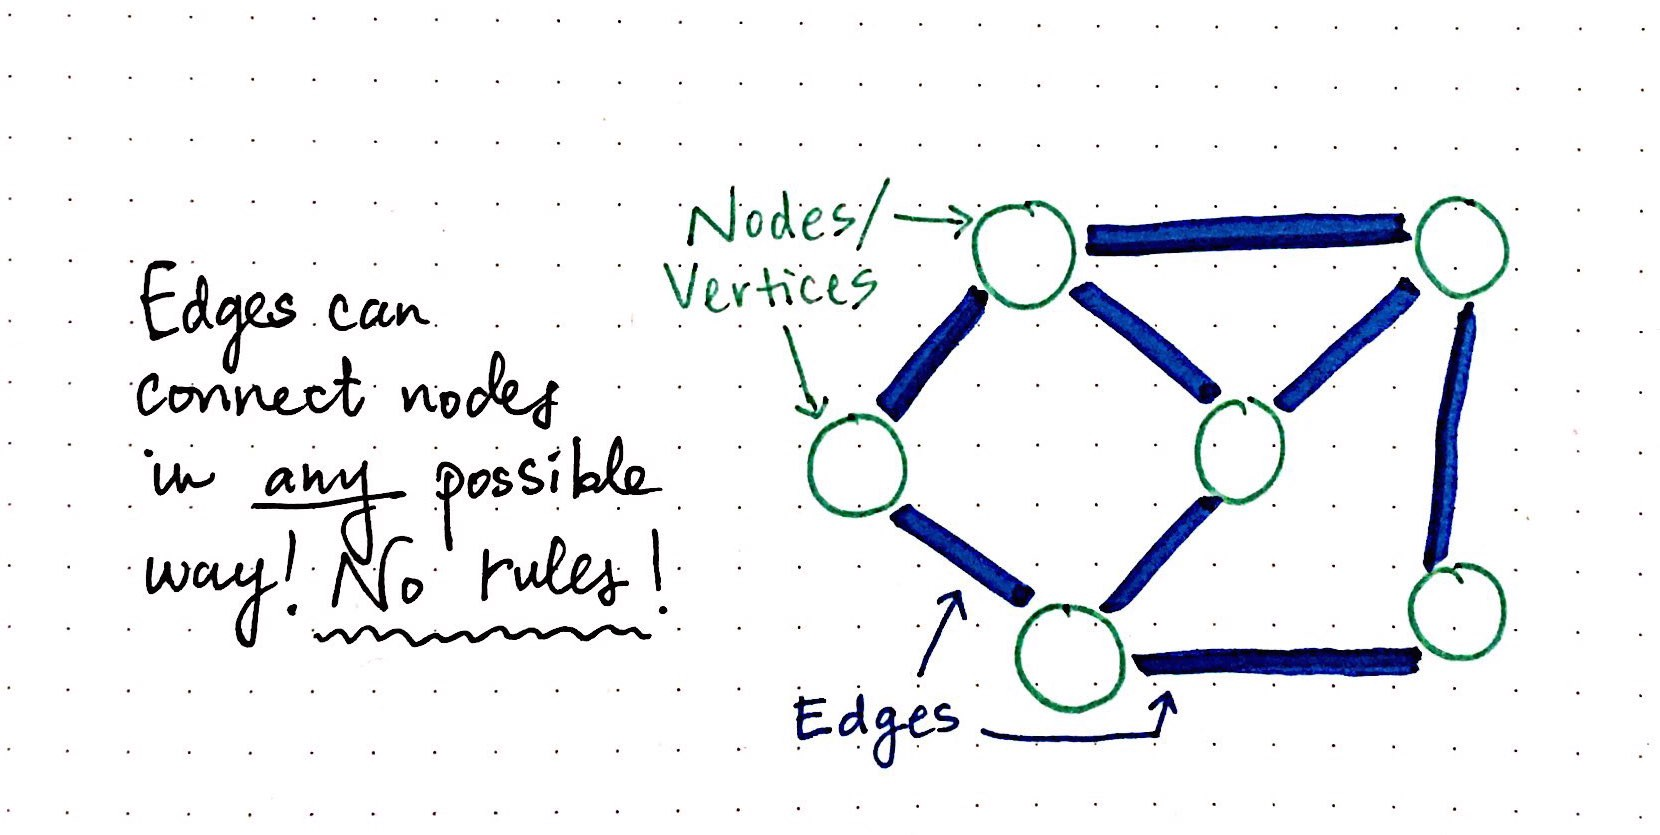 Edges can
connect nodes
in any possible
way! No rules!
Nodes/
Vertices
Edges